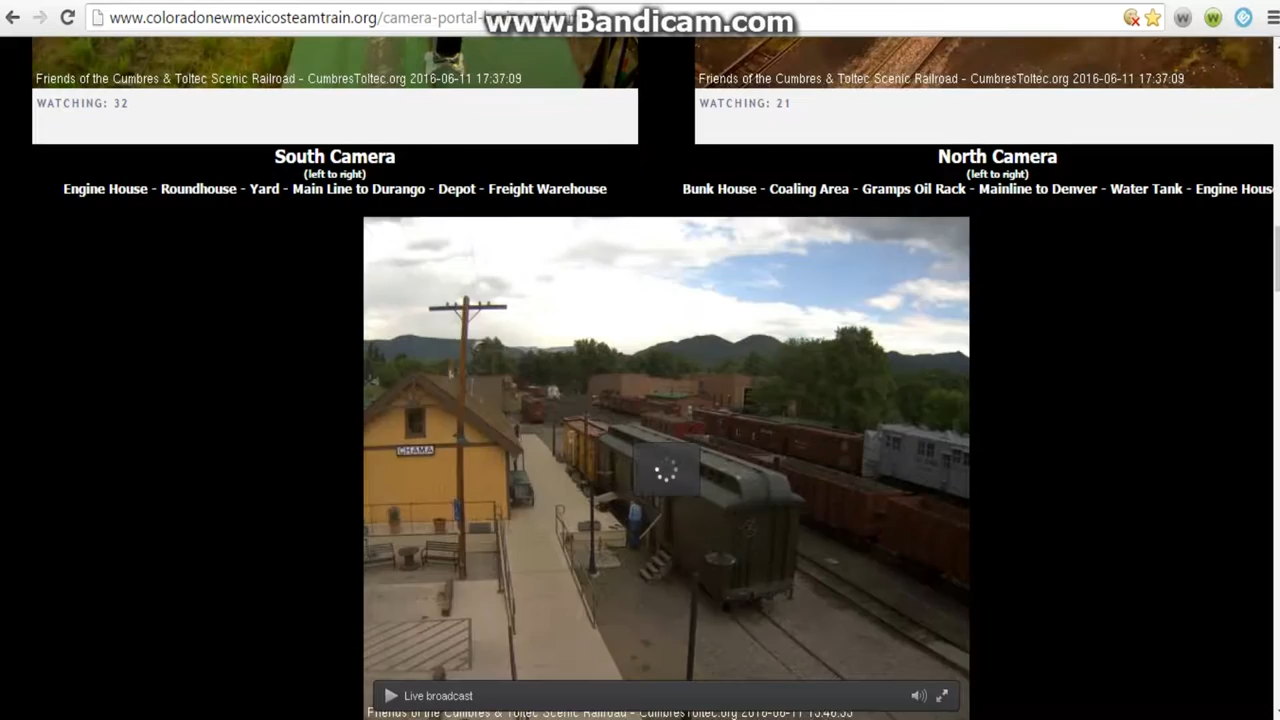 www.coloradonewmexicosteamtrain.org/camera-portal-
www.Bandicam.com
Friends of the Cumbres & Toltec Scenic Railroad - CumbresToltec.org 2016-06-11 17:37:09
Friends of the Cumbres & Toltec Scenic Railroad - CumbresToltec.org 2016-06-11 17:37:09
WATCHING: 32
WATCHING: 21
South Camera
(left to right)
Engine House - Roundhouse - Yard - Main Line to Durango - Depot - Freight Warehouse
North Camera
(left to right)
Bunk House - Coaling Area - Gramps Oil Rack - Mainline to Denver - Water Tank - Engine Hous
CHAMA
Live broadcast
Friends of the Cumbres & Toltec Scenic Railroad - CumbresToltec.org 2016-06-11